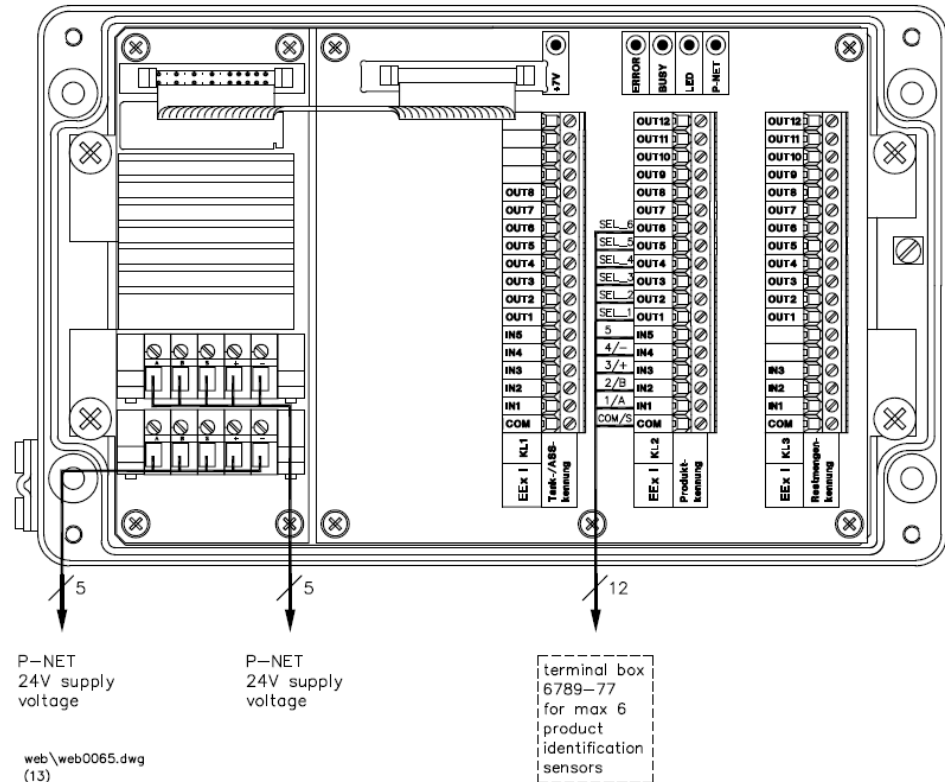 +7V
ERROR
BUSY
LED
P-NET
OUT8
OUT7
OUT6
OUT5
OUT4
OUT3
OUT2
OUT1
IN5
IN4
IN3
IN2
IN1
COM
EEx i KL1
Tank-/ABS-
kennung
SEL_6
SEL_5
SEL_4
SEL_3
SEL_2
SEL_1
5
4/-
3/+
2/B
1/A
COM/S
OUT12
OUT11
OUT10
OUT9
OUT8
OUT7
OUT6
OUT5
OUT4
OUT3
OUT2
OUT1
IN5
IN4
IN3
IN2
IN1
COM
EEx i KL2
Produkt-
kennung
OUT12
OUT11
OUT10
OUT9
OUT8
OUT7
OUT6
OUT5
OUT4
OUT3
OUT2
OUT1
IN3
IN2
IN1
COM
EEx i KL3
Restmengen-
kennung
A B S + -
A B S + -
5
5
12
P-NET
24V supply
voltage
P-NET
24V supply
voltage
terminal box
6789-77
for max 6
product
identification
sensors
web\web0065.dwg
(13)